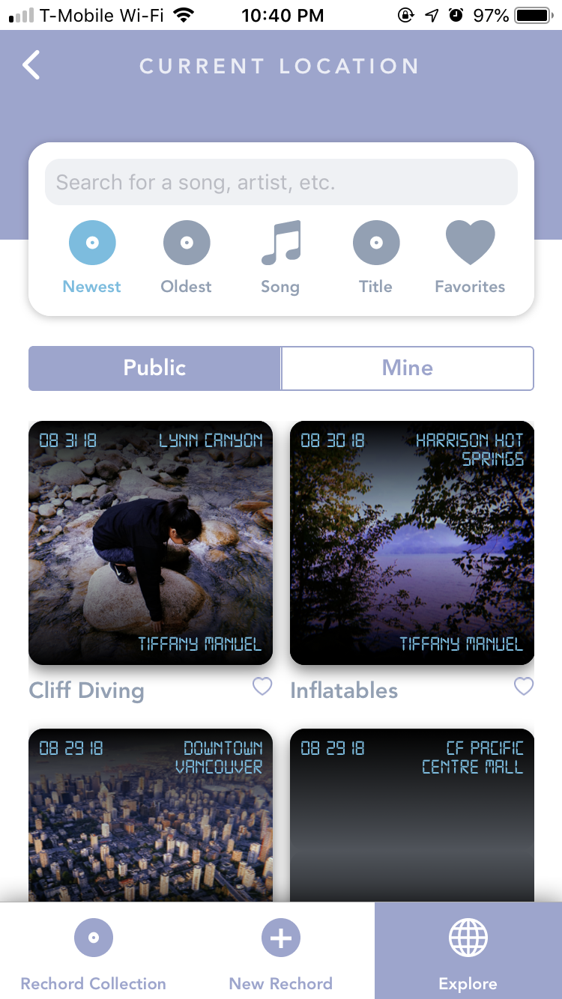 T-Mobile Wi-Fi 10:40 PM 97%
CURRENT LOCATION
Search for a song, artist, etc.
Newest Oldest Song Title Favorites
Public Mine
08 31 18 LYNN CANYON
TIFFANY MANUEL
08 30 18 HARRISON HOT
SPRINGS
TIFFANY MANUEL
Cliff Diving Inflatables
08 29 18 DOWNTOWN
VANCOUVER
08 29 18 CF PACIFIC
CENTRE MALL
Rechord Collection New Rechord Explore